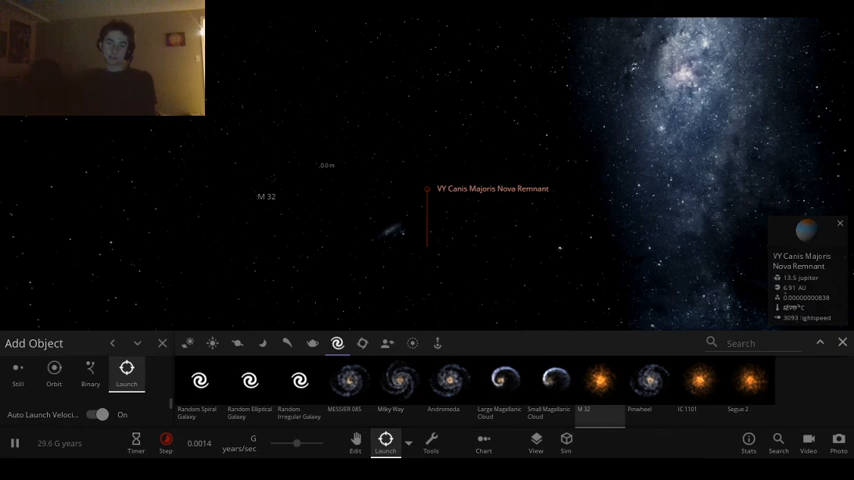 0.0 m
M 32
VY Canis Majoris Nova Remnant
VY Canis Majoris
Nova Remnant
13.5 jupiter
6.91 AU
0.00000000838
3093 lightspeed
Add Object
Search
Still
Orbit
Binary
Launch
Auto Launch Veloci...
On
Random Spiral
Galaxy
Random Elliptical
Galaxy
Random
Irregular Galaxy
MESSIER 085
Milky Way
Andromeda
Large Magellanic
Cloud
Small Magellanic
Cloud
M 32
Pinwheel
IC 1101
Segue 2
29.6 G years
Timer
Step
0.0014
G
years/sec
Edit
Launch
Tools
Chart
View
Sim
Stats
Search
Video
Photo